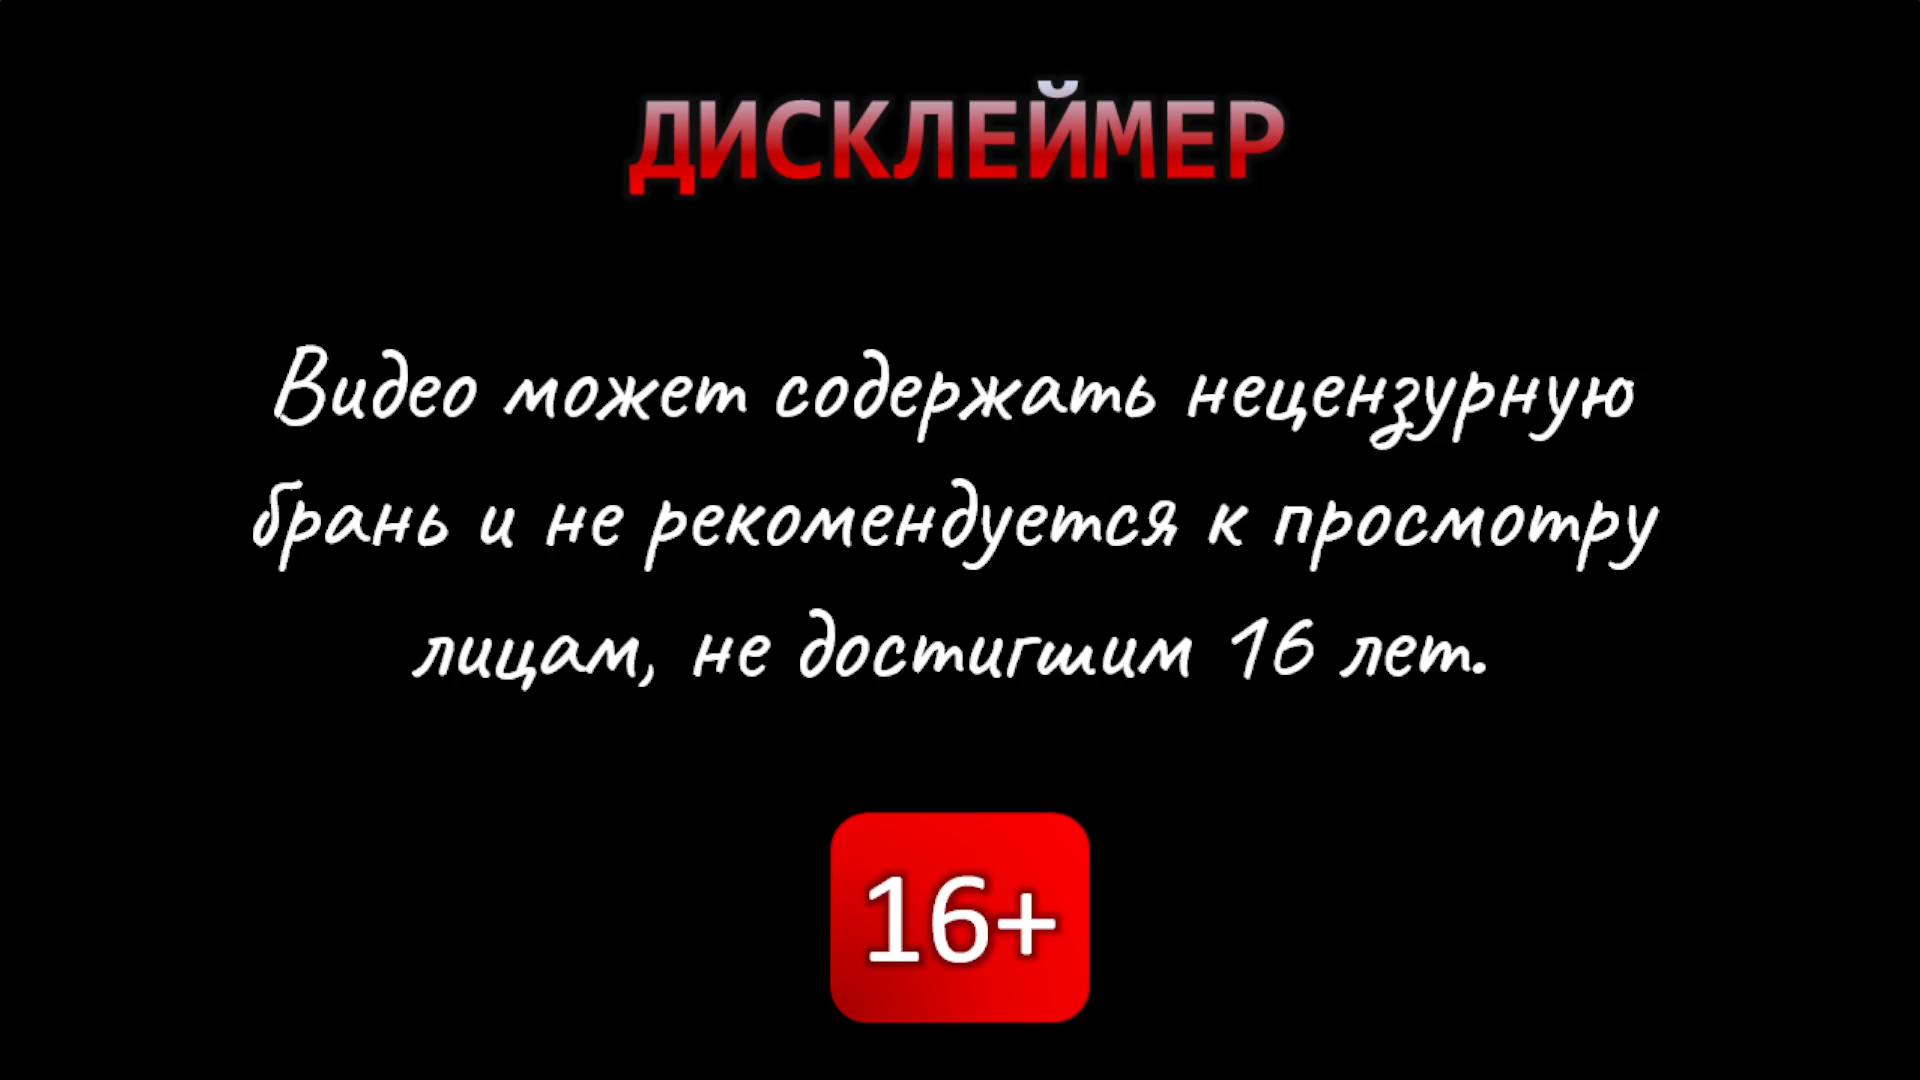 ДИСКЛЕЙМЕР
Видео может содержать нецензурную
брань и не рекомендуется к просмотру
лицам, не достигшим 16 лет.
16+